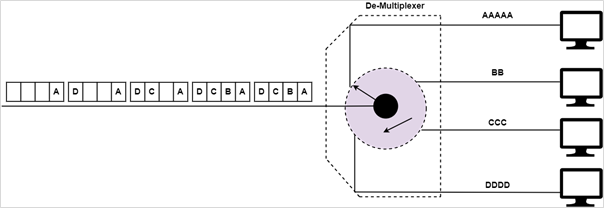 De-Multiplexer
AAAAA
BB
A D A D C A D C B A D C B A
CCC
DDDD